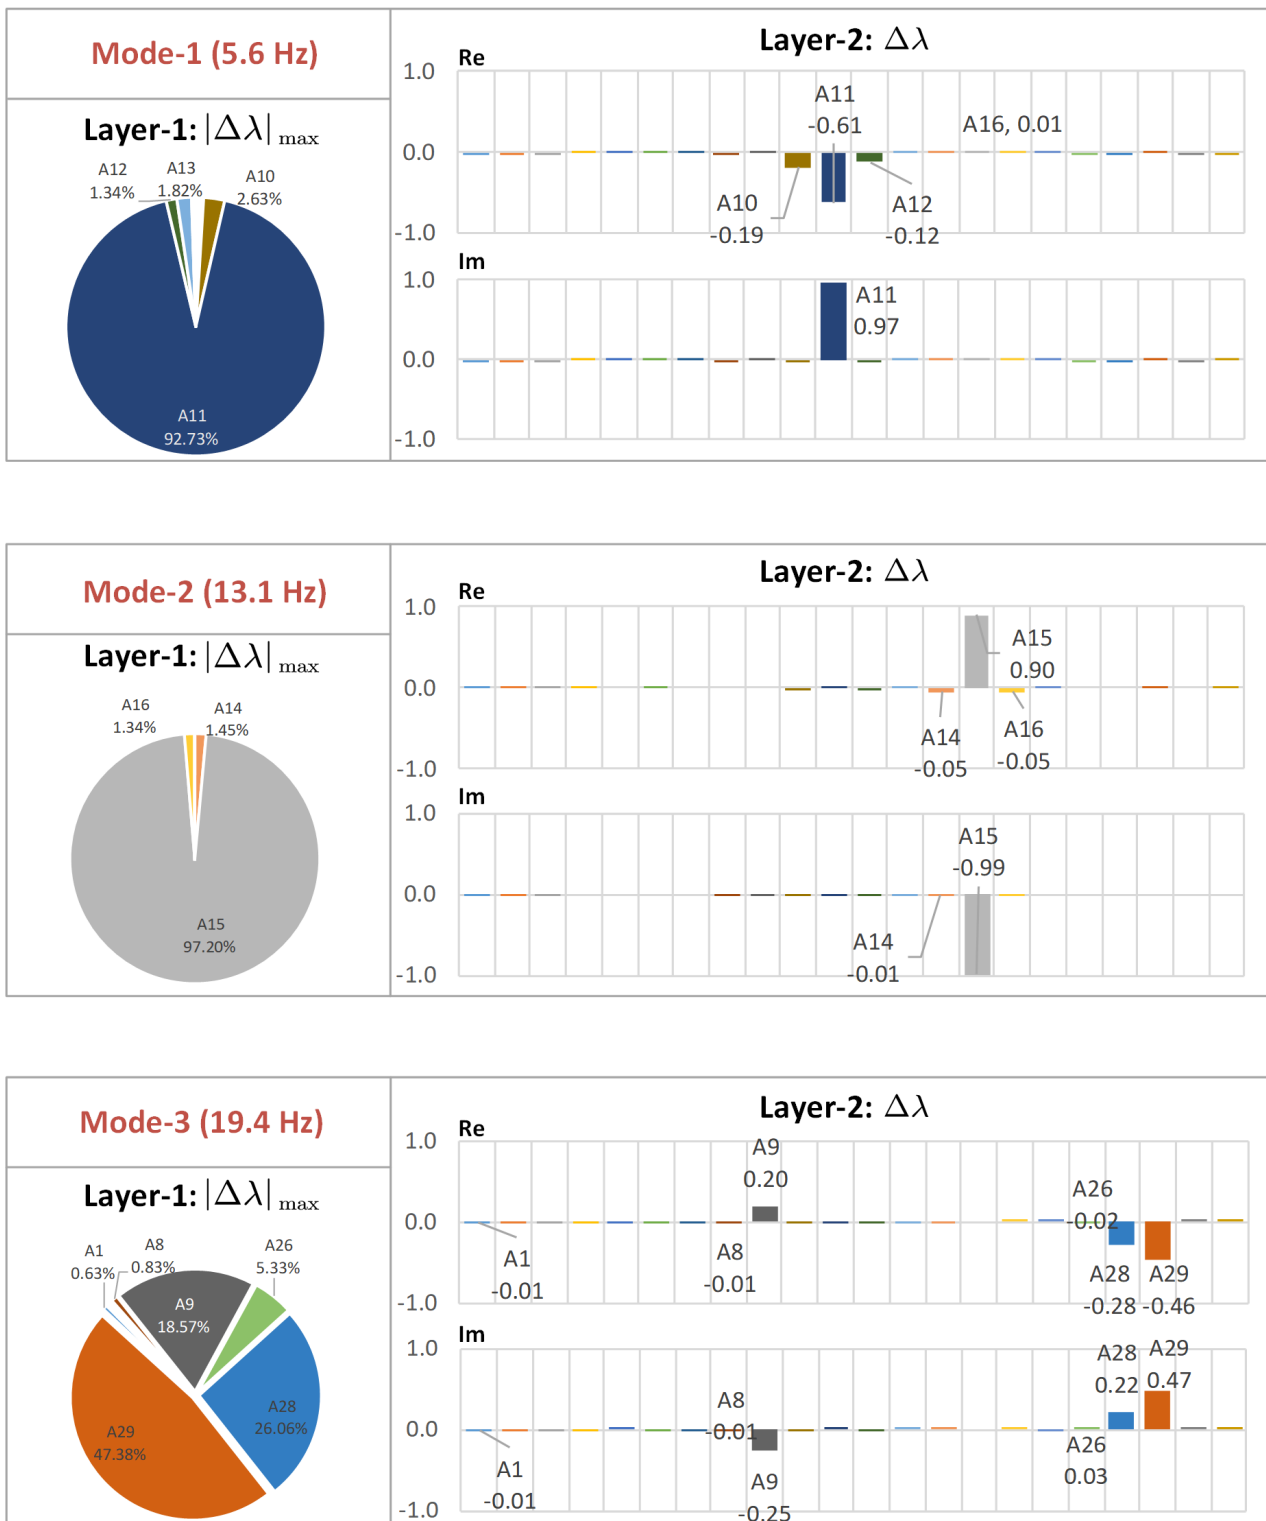 Mode-1 (5.6 Hz)
Layer-1: |Δλ| max
A12
1.34%
A13
1.82%
A10
2.63%
A11
92.73%
Layer-2: Δλ
Re
1.0
0.0
-1.0
A11
-0.61
A16, 0.01
A10
-0.19
A12
-0.12
Im
1.0
0.0
-1.0
A11
0.97
Mode-2 (13.1 Hz)
Layer-1: |Δλ| max
A16
1.34%
A14
1.45%
A15
97.20%
Layer-2: Δλ
Re
1.0
0.0
-1.0
A15
0.90
A14
-0.05
A16
-0.05
Im
1.0
0.0
-1.0
A15
-0.99
A14
-0.01
Mode-3 (19.4 Hz)
Layer-1: |Δλ| max
A1
0.63%
A8
0.83%
A26
5.33%
A9
18.57%
A28
26.06%
A29
47.38%
Layer-2: Δλ
Re
1.0
0.0
-1.0
A9
0.20
A26
-0.02
A1
-0.01
A8
-0.01
A28
-0.28
A29
-0.46
Im
1.0
0.0
-1.0
A28
0.22
A29
0.47
A8
-0.01
A26
0.03
A1
-0.01
A9
-0.25